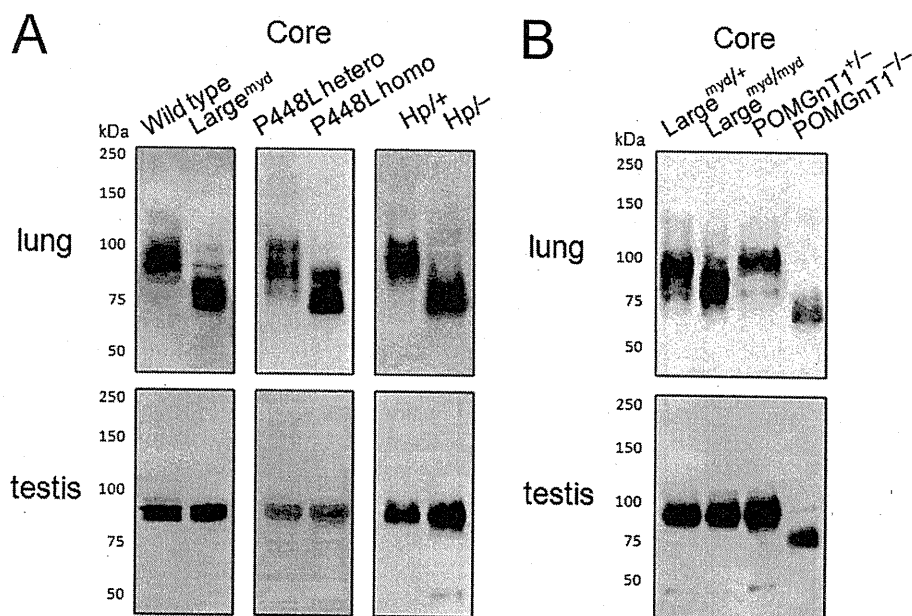 A
Core
Wild type
Large^myd
P448L hetero
P448L homo
Hp/+
Hp/–
kDa
250
150
100
75
50
lung
250
150
100
75
50
testis
B
Core
Large^myd/+
Large^myd/myd
POMGnT1^+/–
POMGnT1^–/–
kDa
250
150
100
75
50
lung
250
150
100
75
50
testis